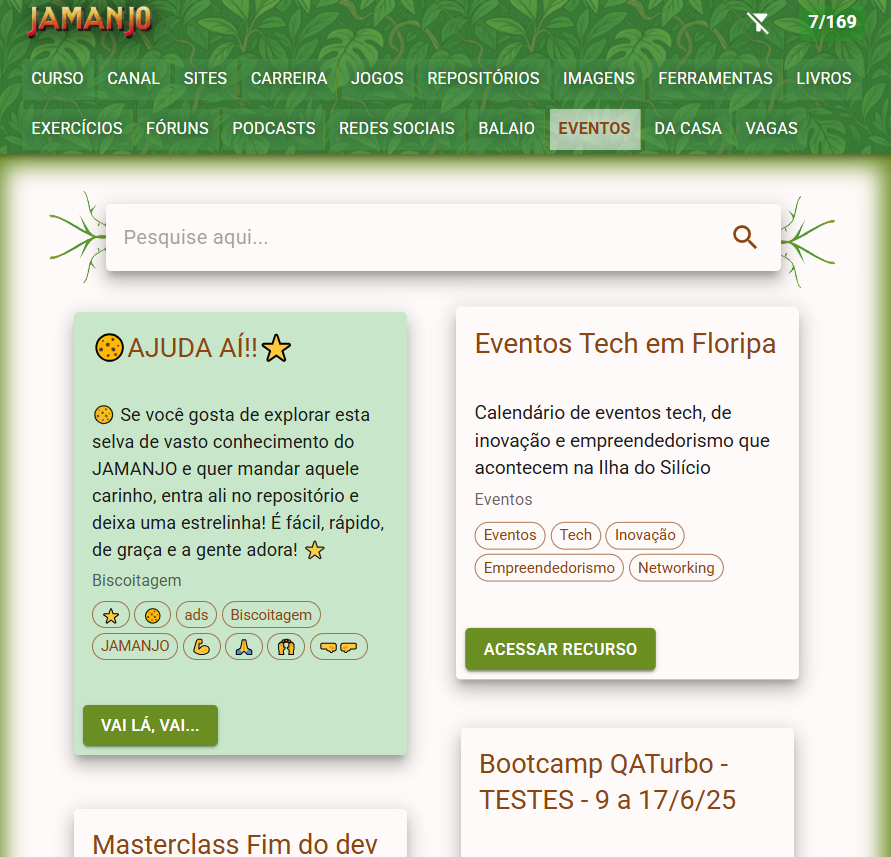 JAMANJO
7/169
CURSO CANAL SITES CARREIRA JOGOS REPOSITÓRIOS IMAGENS FERRAMENTAS LIVROS
EXERCÍCIOS FÓRUNS PODCASTS REDES SOCIAIS BALAIO EVENTOS DA CASA VAGAS
Pesquise aqui...
🍪AJUDA AÍ!!⭐
🍪 Se você gosta de explorar esta
selva de vasto conhecimento do
JAMANJO e quer mandar aquele
carinho, entra ali no repositório e
deixa uma estrelinha! É fácil, rápido,
de graça e a gente adora! ⭐
Biscoitagem
⭐ 🍪 ads Biscoitagem
JAMANJO 💪 🙏 🙌 🤜🤛
VAI LÁ, VAI...
Eventos Tech em Floripa
Calendário de eventos tech, de
inovação e empreendedorismo que
acontecem na Ilha do Silício
Eventos
Eventos Tech Inovação
Empreendedorismo Networking
ACESSAR RECURSO
Bootcamp QATurbo -
TESTES - 9 a 17/6/25
Masterclass Fim do dev